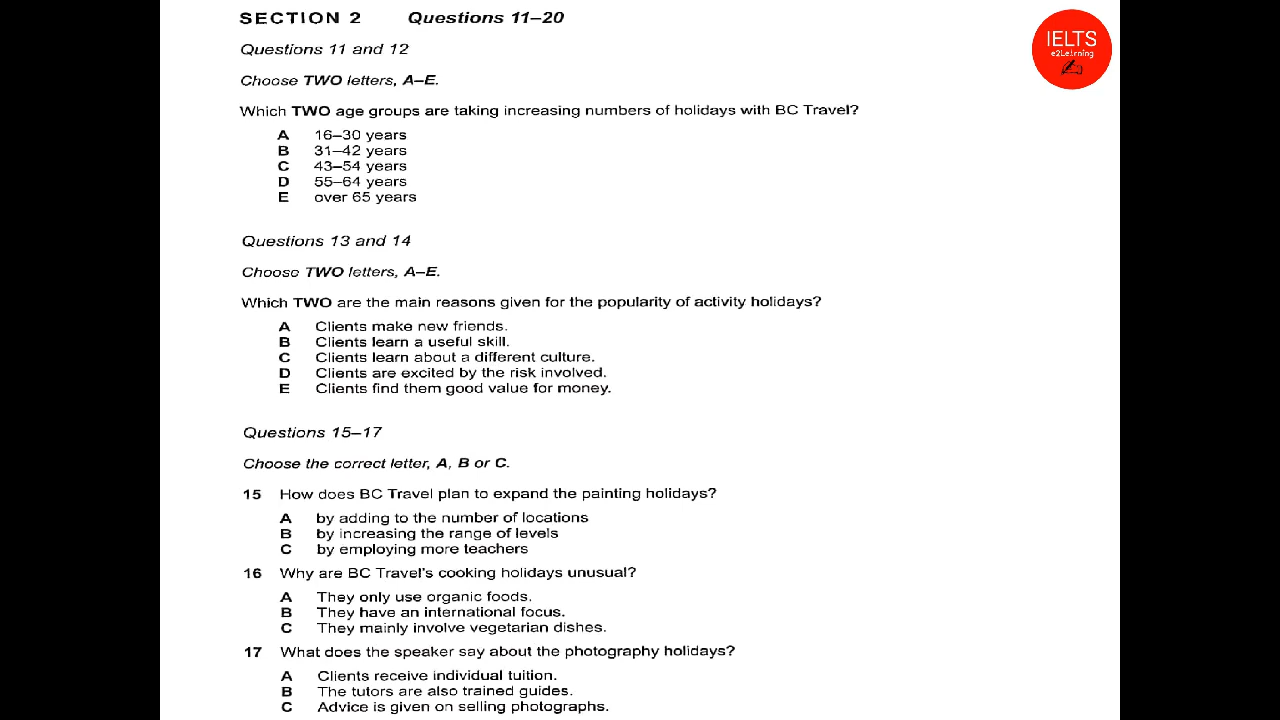 SECTION 2 Questions 11–20
IELTS
e2Le1rning
Questions 11 and 12
Choose TWO letters, A–E.
Which TWO age groups are taking increasing numbers of holidays with BC Travel?
A 16–30 years
B 31–42 years
C 43–54 years
D 55–64 years
E over 65 years
Questions 13 and 14
Choose TWO letters, A–E.
Which TWO are the main reasons given for the popularity of activity holidays?
A Clients make new friends.
B Clients learn a useful skill.
C Clients learn about a different culture.
D Clients are excited by the risk involved.
E Clients find them good value for money.
Questions 15–17
Choose the correct letter, A, B or C.
15 How does BC Travel plan to expand the painting holidays?
A by adding to the number of locations
B by increasing the range of levels
C by employing more teachers
16 Why are BC Travel's cooking holidays unusual?
A They only use organic foods.
B They have an international focus.
C They mainly involve vegetarian dishes.
17 What does the speaker say about the photography holidays?
A Clients receive individual tuition.
B The tutors are also trained guides.
C Advice is given on selling photographs.